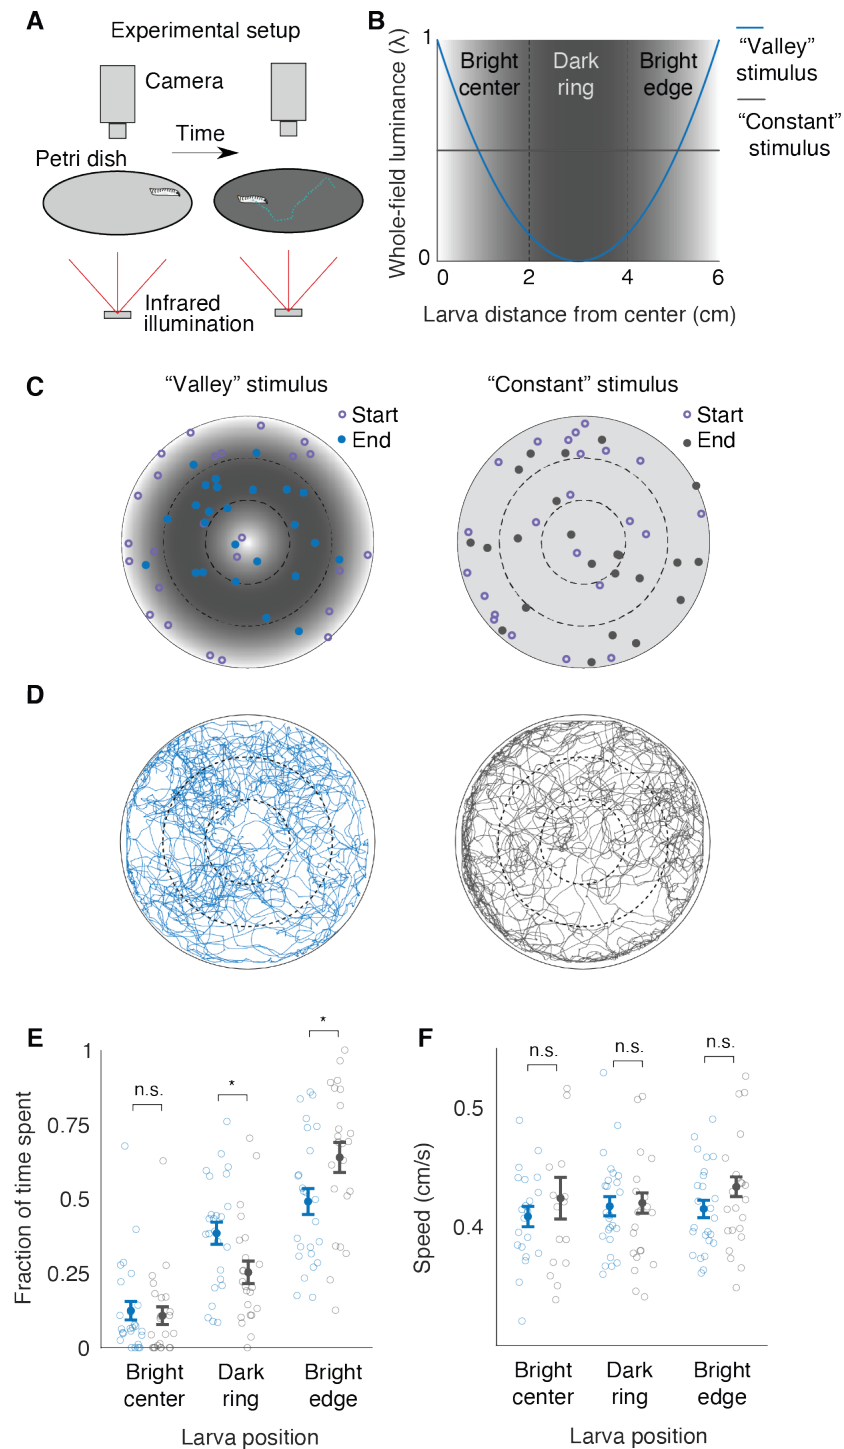 A
Experimental setup
Camera
Time
Petri dish
Infrared
illumination
B
Whole-field luminance (λ)
1
0
Bright
center
Dark
ring
Bright
edge
0
2
4
6
Larva distance from center (cm)
“Valley”
stimulus
“Constant”
stimulus
C
“Valley” stimulus
Start
End
“Constant” stimulus
Start
End
D
E
Fraction of time spent
1
0.75
0.5
0.25
0
n.s.
*
*
Bright
center
Dark
ring
Bright
edge
Larva position
F
Speed (cm/s)
0.5
0.4
n.s.
n.s.
n.s.
Bright
center
Dark
ring
Bright
edge
Larva position